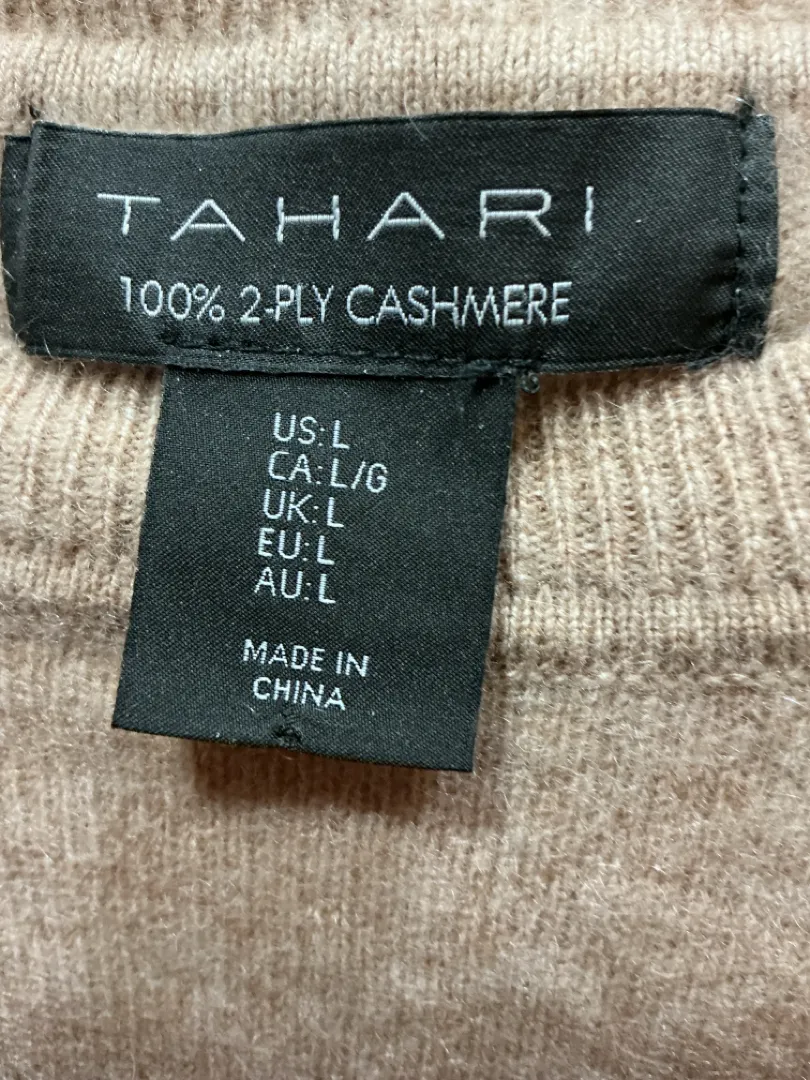 TAHARI
100% 2-PLY CASHMERE
US: L
CA: L/G
UK: L
EU: L
AU: L
MADE IN
CHINA